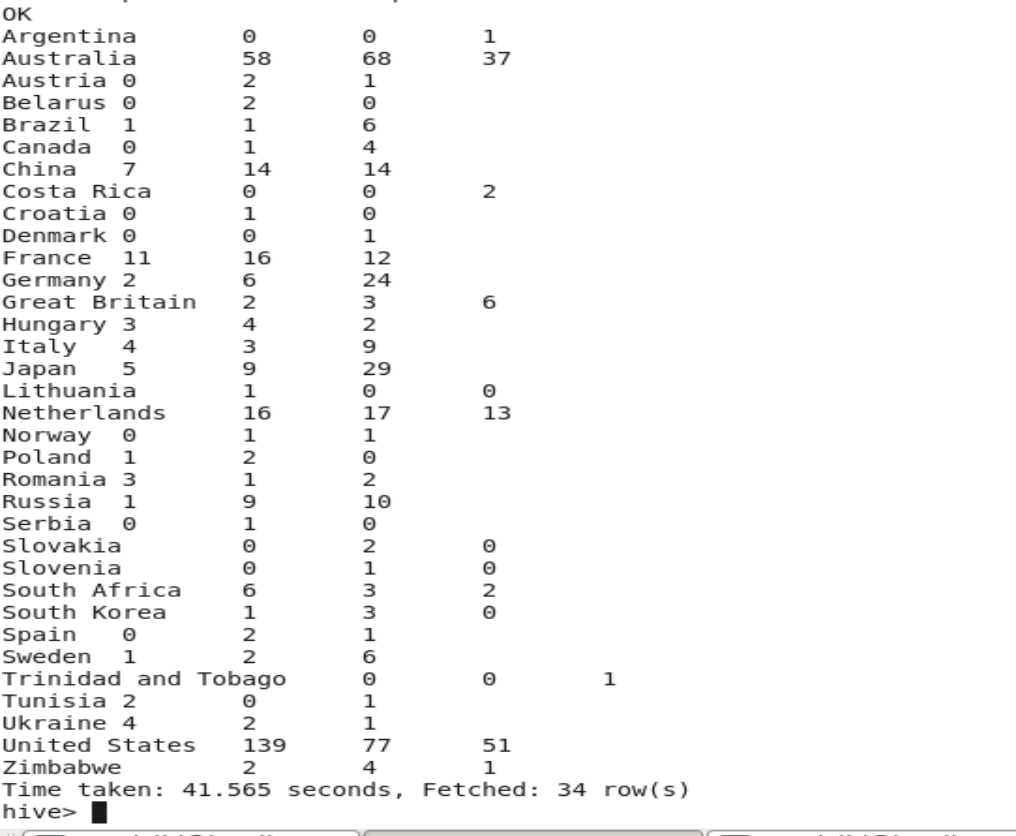 OK
Argentina 0 0 1
Australia 58 68 37
Austria 0 2 1
Belarus 0 2 0
Brazil 1 1 6
Canada 0 1 4
China 7 14 14
Costa Rica 0 0 2
Croatia 0 1 0
Denmark 0 0 1
France 11 16 12
Germany 2 6 24
Great Britain 2 3 6
Hungary 3 4 2
Italy 4 3 9
Japan 5 9 29
Lithuania 1 0 0
Netherlands 16 17 13
Norway 0 1 1
Poland 1 2 0
Romania 3 1 2
Russia 1 9 10
Serbia 0 1 0
Slovakia 0 2 0
Slovenia 0 1 0
South Africa 6 3 2
South Korea 1 3 0
Spain 0 2 1
Sweden 1 2 6
Trinidad and Tobago 0 0 1
Tunisia 2 0 1
Ukraine 4 2 1
United States 139 77 51
Zimbabwe 2 4 1
Time taken: 41.565 seconds, Fetched: 34 row(s)
hive>